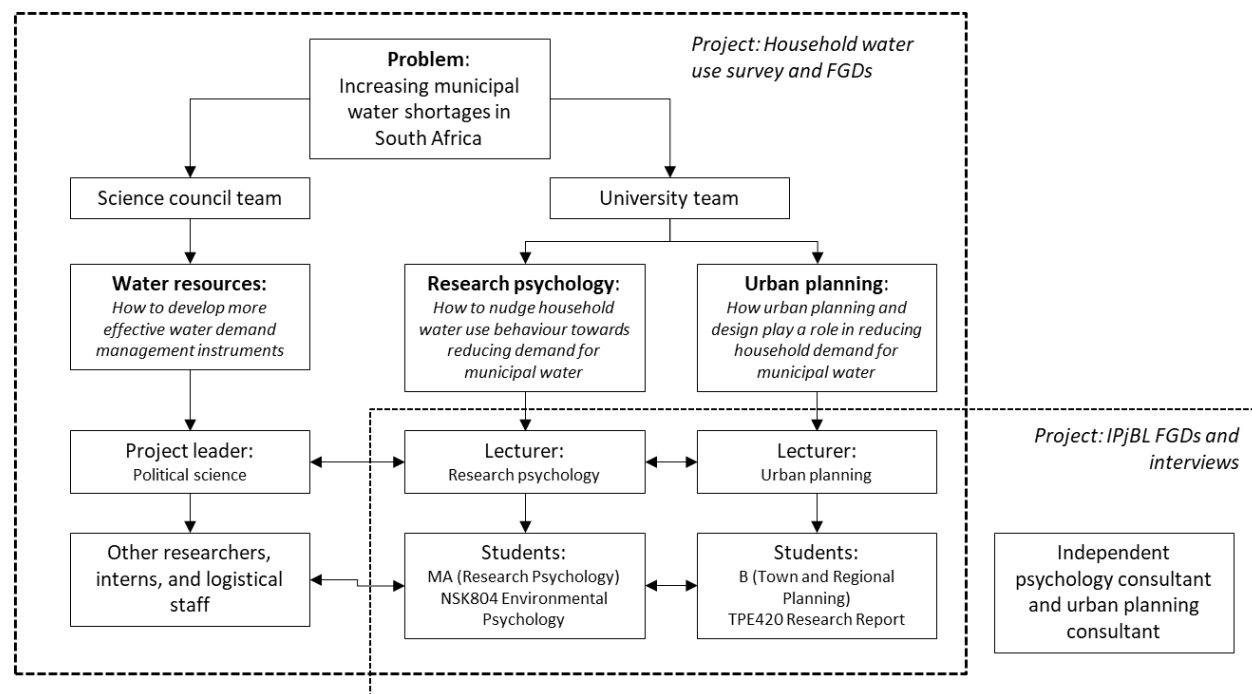 Project: Household water
use survey and FGDs
Problem:
Increasing municipal
water shortages in
South Africa
Science council team
University team
Water resources:
How to develop more
effective water demand
management instruments
Research psychology:
How to nudge household
water use behaviour towards
reducing demand for
municipal water
Urban planning:
How urban planning and
design play a role in reducing
household demand for
municipal water
Project: IPjBL FGDs and
interviews
Project leader:
Political science
Lecturer:
Research psychology
Lecturer:
Urban planning
Other researchers,
interns, and logistical
staff
Students:
MA (Research Psychology)
NSK804 Environmental
Psychology
Students:
B (Town and Regional
Planning)
TPE420 Research Report
Independent
psychology consultant
and urban planning
consultant